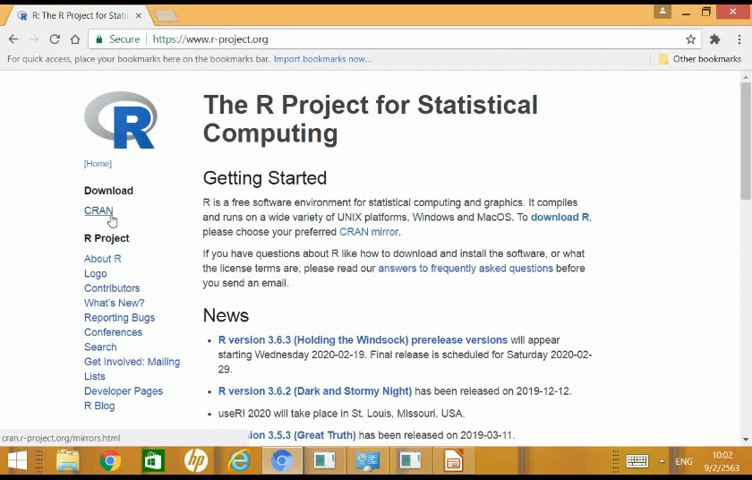 R: The R Project for Stati
Secure https://www.r-project.org
For quick access, place your bookmarks here on the bookmarks bar. Import bookmarks now... Other bookmarks
R
[Home]
Download
CRAN
R Project
About R
Logo
Contributors
What's New?
Reporting Bugs
Conferences
Search
Get Involved: Mailing
Lists
Developer Pages
R Blog
The R Project for Statistical
Computing
Getting Started
R is a free software environment for statistical computing and graphics. It compiles
and runs on a wide variety of UNIX platforms, Windows and MacOS. To download R,
please choose your preferred CRAN mirror.
If you have questions about R like how to download and install the software, or what
the license terms are, please read our answers to frequently asked questions before
you send an email.
News
R version 3.6.3 (Holding the Windsock) prerelease versions will appear
starting Wednesday 2020-02-19. Final release is scheduled for Saturday 2020-02-
29.
R version 3.6.2 (Dark and Stormy Night) has been released on 2019-12-12.
useR! 2020 will take place in St. Louis, Missouri, USA.
ersion 3.5.3 (Great Truth) has been released on 2019-03-11.
cran.r-project.org/mirrors.html
hp
ENG
10:02
9/2/2563